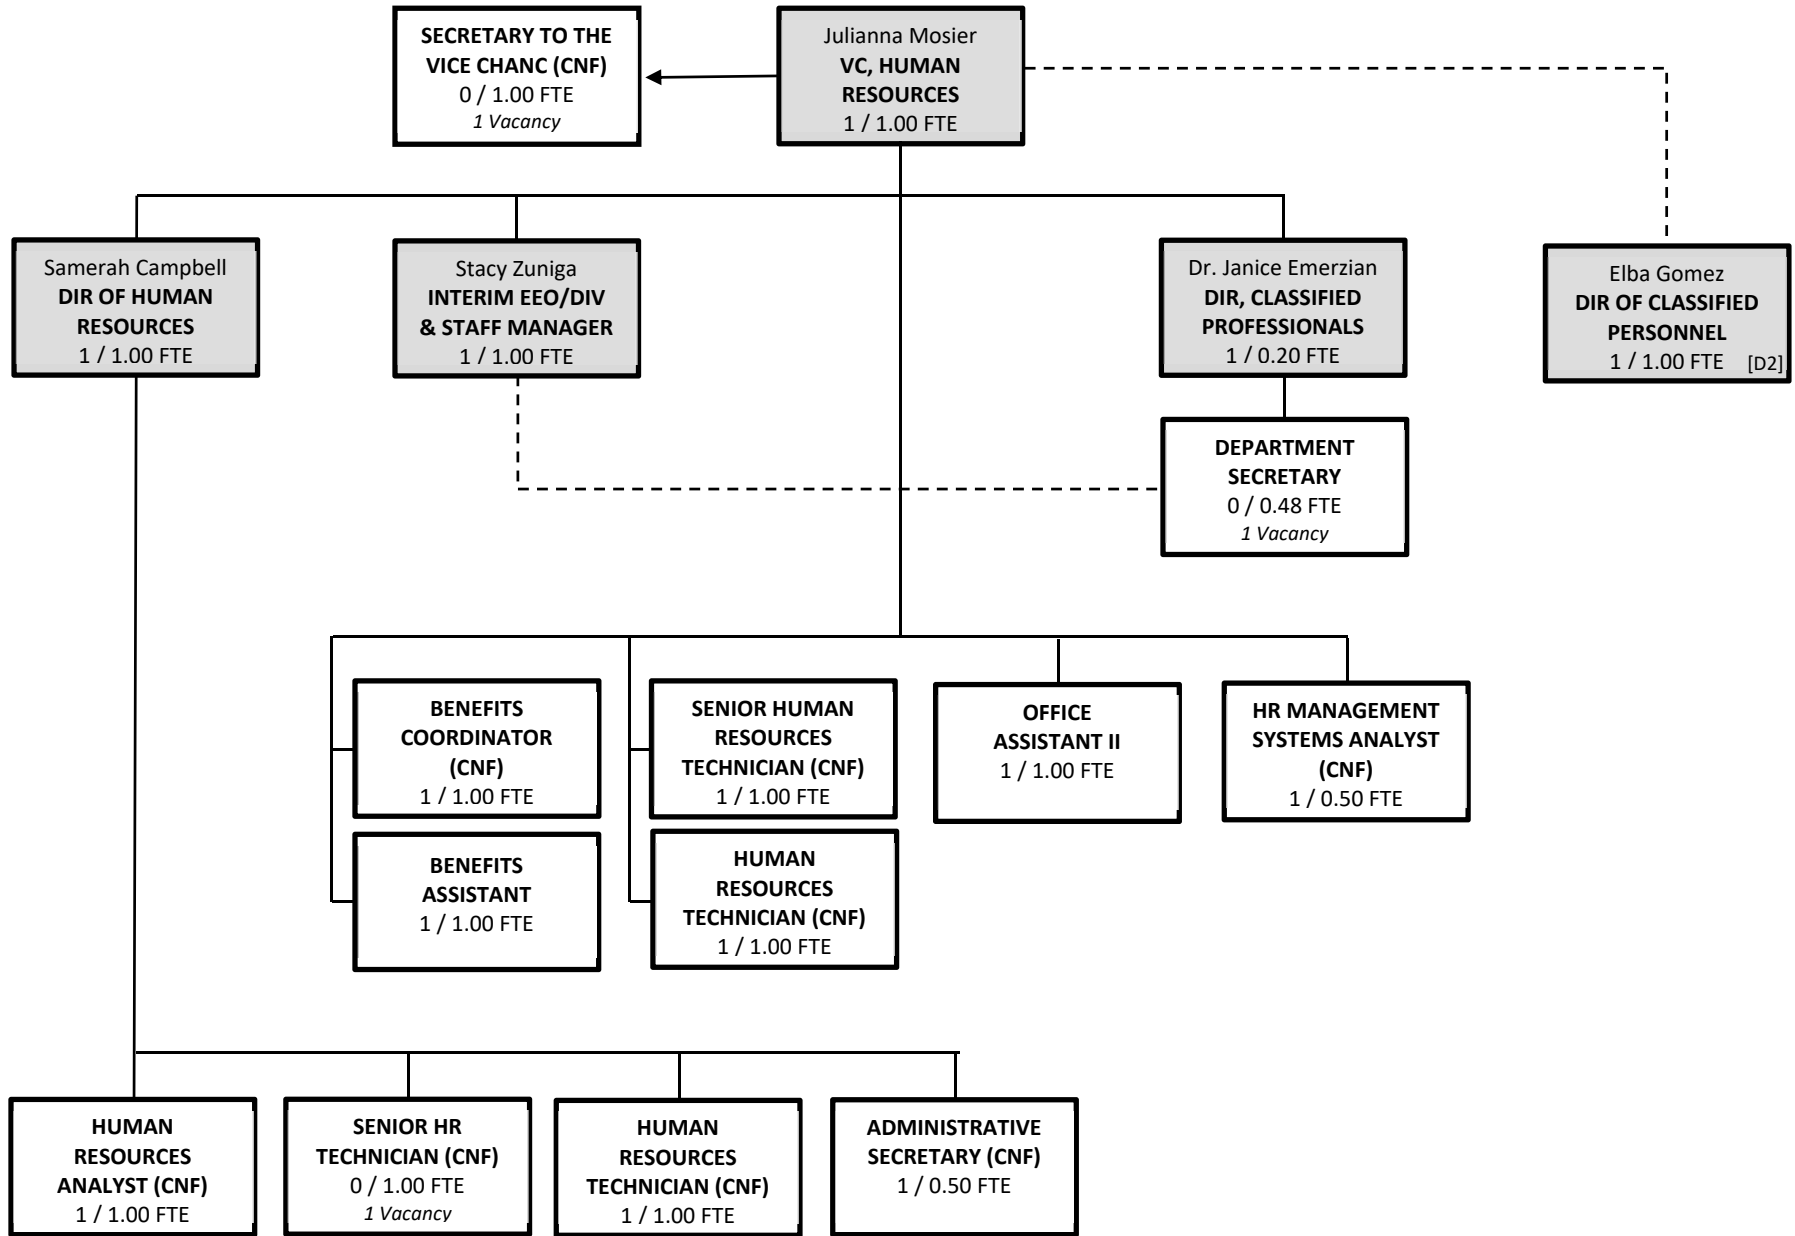 SECRETARY TO THE
VICE CHANC (CNF)
0 / 1.00 FTE
1 Vacancy
Julianna Mosier
VC, HUMAN
RESOURCES
1 / 1.00 FTE
Samerah Campbell
DIR OF HUMAN
RESOURCES
1 / 1.00 FTE
Stacy Zuniga
INTERIM EEO/DIV
& STAFF MANAGER
1 / 1.00 FTE
Dr. Janice Emerzian
DIR, CLASSIFIED
PROFESSIONALS
1 / 0.20 FTE
Elba Gomez
DIR OF CLASSIFIED
PERSONNEL
1 / 1.00 FTE [D2]
DEPARTMENT
SECRETARY
0 / 0.48 FTE
1 Vacancy
BENEFITS
COORDINATOR
(CNF)
1 / 1.00 FTE
SENIOR HUMAN
RESOURCES
TECHNICIAN (CNF)
1 / 1.00 FTE
OFFICE
ASSISTANT II
1 / 1.00 FTE
HR MANAGEMENT
SYSTEMS ANALYST
(CNF)
1 / 0.50 FTE
BENEFITS
ASSISTANT
1 / 1.00 FTE
HUMAN
RESOURCES
TECHNICIAN (CNF)
1 / 1.00 FTE
HUMAN
RESOURCES
ANALYST (CNF)
1 / 1.00 FTE
SENIOR HR
TECHNICIAN (CNF)
0 / 1.00 FTE
1 Vacancy
HUMAN
RESOURCES
TECHNICIAN (CNF)
1 / 1.00 FTE
ADMINISTRATIVE
SECRETARY (CNF)
1 / 0.50 FTE